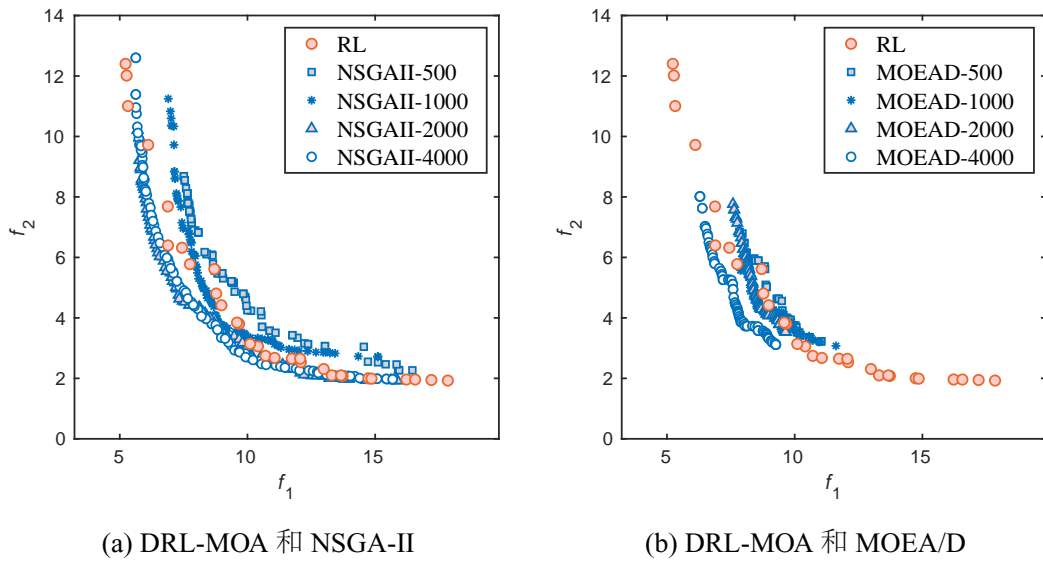 14
12
10
8
6
4
2
0
f2
5
10
15
f1
RL
NSGAII-500
NSGAII-1000
NSGAII-2000
NSGAII-4000
(a) DRL-MOA 和 NSGA-II
14
12
10
8
6
4
2
0
f2
5
10
15
f1
RL
MOEAD-500
MOEAD-1000
MOEAD-2000
MOEAD-4000
(b) DRL-MOA 和 MOEA/D